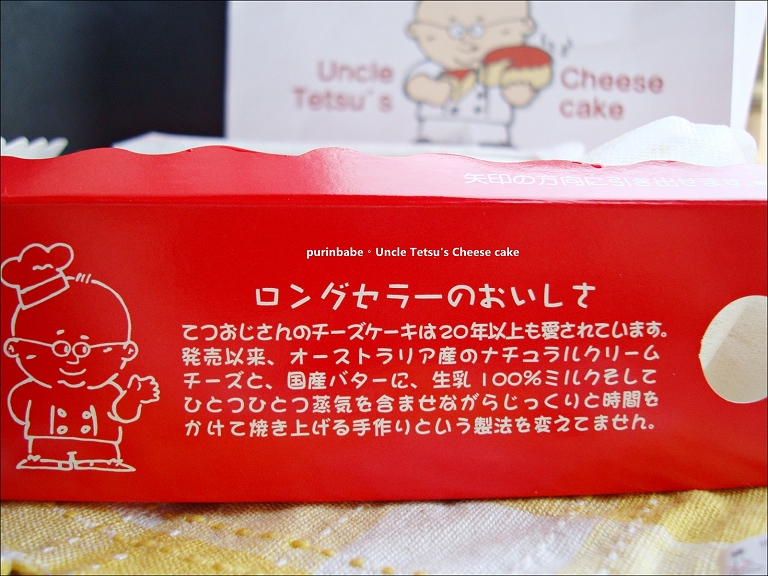 Uncle Tetsu's
Cheese cake
矢印の方向に引き出せます。
purinbabe。Uncle Tetsu's Cheese cake
ロングセラーのおいしさ
てつおじさんのチーズケーキは20年以上も愛されています。
発売以来、オーストラリア産のナチュラルクリーム
チーズと、国産バターに、生乳100%ミルクそして
ひとつひとつ蒸気を含ませながらじっくりと時間を
かけて焼き上げる手作りという製法を変えてません。